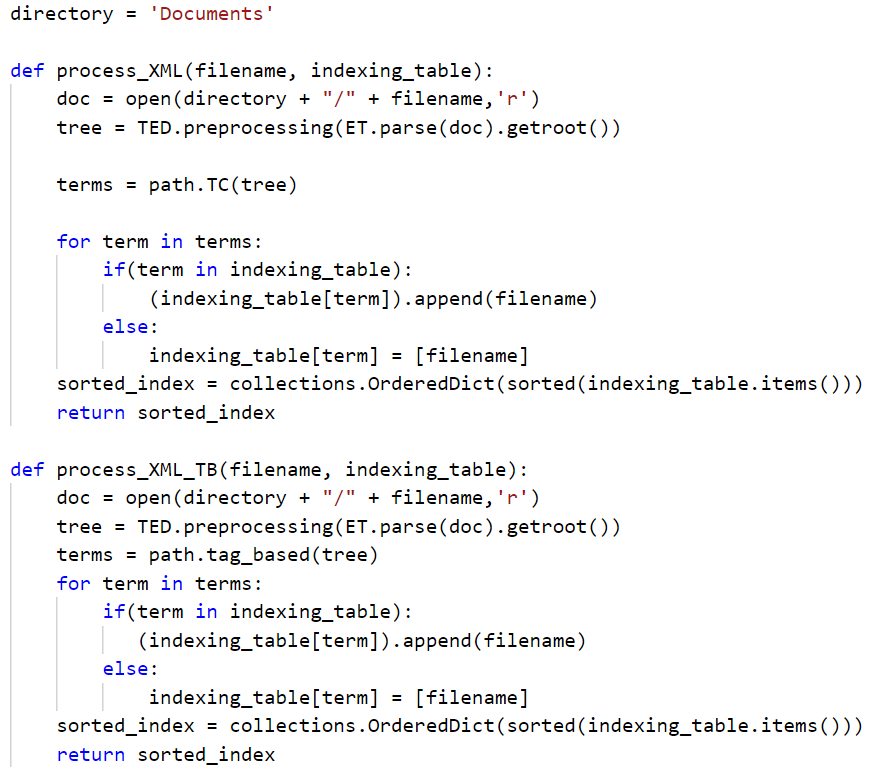 directory = 'Documents'

def process_XML(filename, indexing_table):
    doc = open(directory + "/" + filename,'r')
    tree = TED.preprocessing(ET.parse(doc).getroot())

    terms = path.TC(tree)

    for term in terms:
        if(term in indexing_table):
            (indexing_table[term]).append(filename)
        else:
            indexing_table[term] = [filename]
    sorted_index = collections.OrderedDict(sorted(indexing_table.items()))
    return sorted_index

def process_XML_TB(filename, indexing_table):
    doc = open(directory + "/" + filename,'r')
    tree = TED.preprocessing(ET.parse(doc).getroot())
    terms = path.tag_based(tree)
    for term in terms:
        if(term in indexing_table):
           (indexing_table[term]).append(filename)
        else:
            indexing_table[term] = [filename]
    sorted_index = collections.OrderedDict(sorted(indexing_table.items()))
    return sorted_index